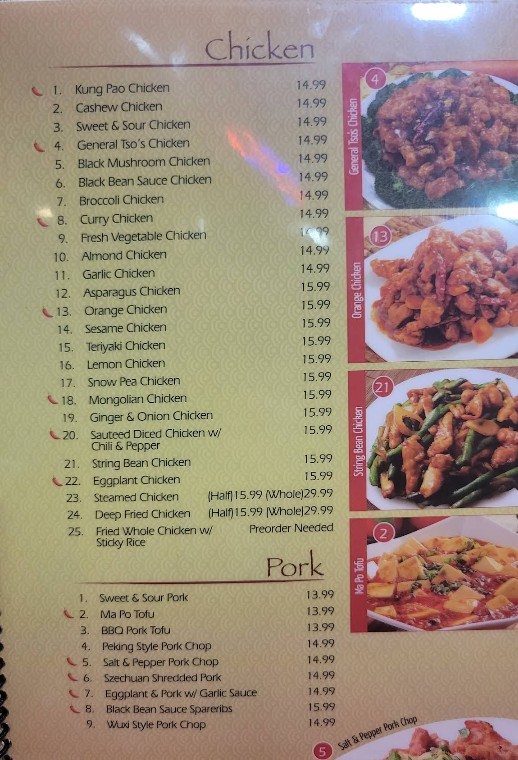 Chicken
1. Kung Pao Chicken 14.99
2. Cashew Chicken 14.99
3. Sweet & Sour Chicken 14.99
4. General Tso's Chicken 14.99
5. Black Mushroom Chicken 14.99
6. Black Bean Sauce Chicken 14.99
7. Broccoli Chicken 14.99
8. Curry Chicken 14.99
9. Fresh Vegetable Chicken 14.99
10. Almond Chicken 14.99
11. Garlic Chicken 14.99
12. Asparagus Chicken 15.99
13. Orange Chicken 15.99
14. Sesame Chicken 15.99
15. Teriyaki Chicken 15.99
16. Lemon Chicken 15.99
17. Snow Pea Chicken 15.99
18. Mongolian Chicken 15.99
19. Ginger & Onion Chicken 15.99
20. Sauteed Diced Chicken w/ 15.99
Chili & Pepper
21. String Bean Chicken 15.99
22. Eggplant Chicken 15.99
23. Steamed Chicken (Half)15.99 (Whole)29.99
24. Deep Fried Chicken (Half)15.99 (Whole)29.99
25. Fried Whole Chicken w/ Preorder Needed
Sticky Rice
Pork
1. Sweet & Sour Pork 13.99
2. Ma Po Tofu 13.99
3. BBQ Pork Tofu 13.99
4. Peking Style Pork Chop 14.99
5. Salt & Pepper Pork Chop 14.99
6. Szechuan Shredded Pork 14.99
7. Eggplant & Pork w/ Garlic Sauce 14.99
8. Black Bean Sauce Spareribs 15.99
9. Wuxi Style Pork Chop 14.99
4
General Tso's Chicken
13
Orange Chicken
21
String Bean Chicken
2
Ma Po Tofu
5
Salt & Pepper Pork Chop